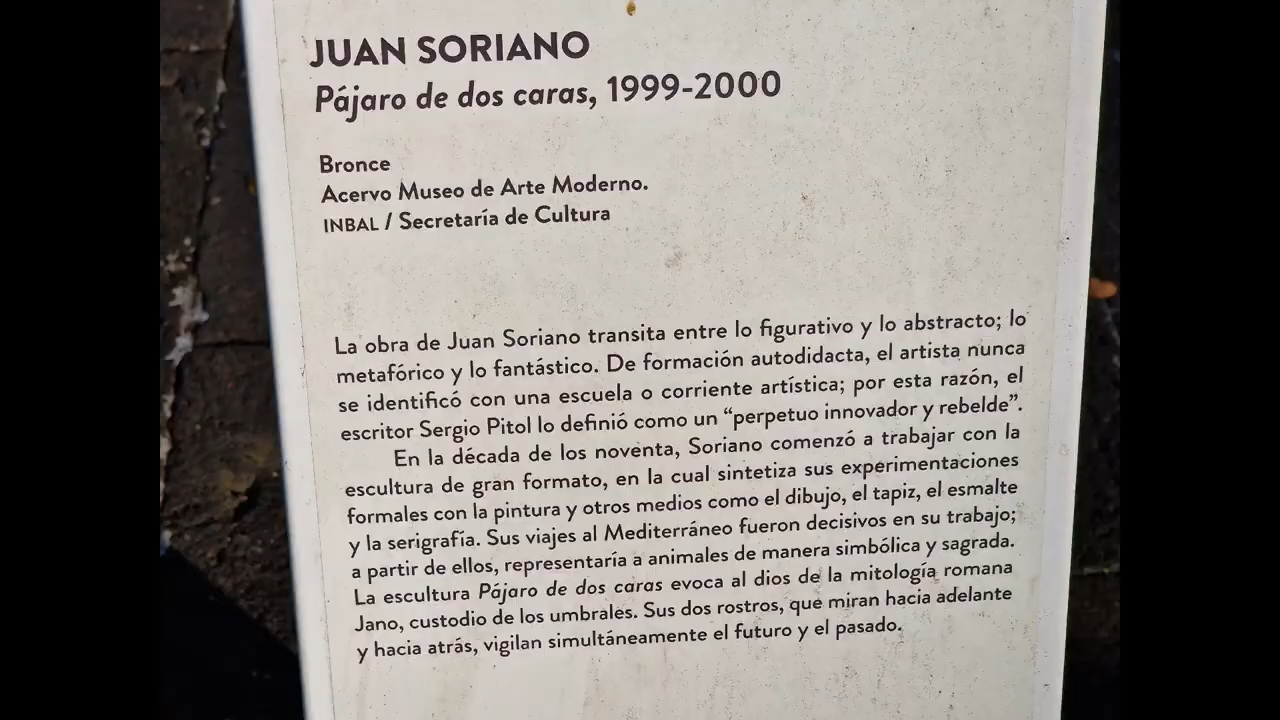 JUAN SORIANO
Pájaro de dos caras, 1999-2000
Bronce
Acervo Museo de Arte Moderno.
INBAL / Secretaría de Cultura
La obra de Juan Soriano transita entre lo figurativo y lo abstracto; lo
metafórico y lo fantástico. De formación autodidacta, el artista nunca
se identificó con una escuela o corriente artística; por esta razón, el
escritor Sergio Pitol lo definió como un “perpetuo innovador y rebelde”.
En la década de los noventa, Soriano comenzó a trabajar con la
escultura de gran formato, en la cual sintetiza sus experimentaciones
formales con la pintura y otros medios como el dibujo, el tapiz, el esmalte
y la serigrafía. Sus viajes al Mediterráneo fueron decisivos en su trabajo;
a partir de ellos, representaría a animales de manera simbólica y sagrada.
La escultura Pájaro de dos caras evoca al dios de la mitología romana
Jano, custodio de los umbrales. Sus dos rostros, que miran hacia adelante
y hacia atrás, vigilan simultáneamente el futuro y el pasado.